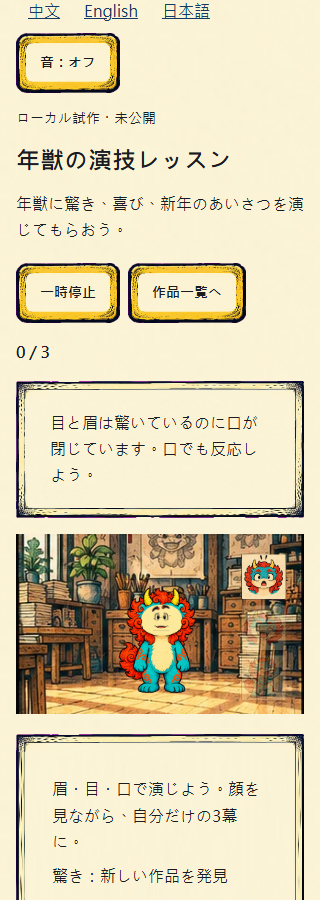 中文 English 日本語
音：オフ
ローカル試作・未公開
年獣の演技レッスン
年獣に驚き、喜び、新年のあいさつを演
じてもらおう。
一時停止 作品一覧へ
0 / 3
目と眉は驚いているのに口が
閉じています。口でも反応し
よう。
眉・目・口で演じよう。顔を
見ながら、自分だけの3幕
に。
驚き：新しい作品を発見